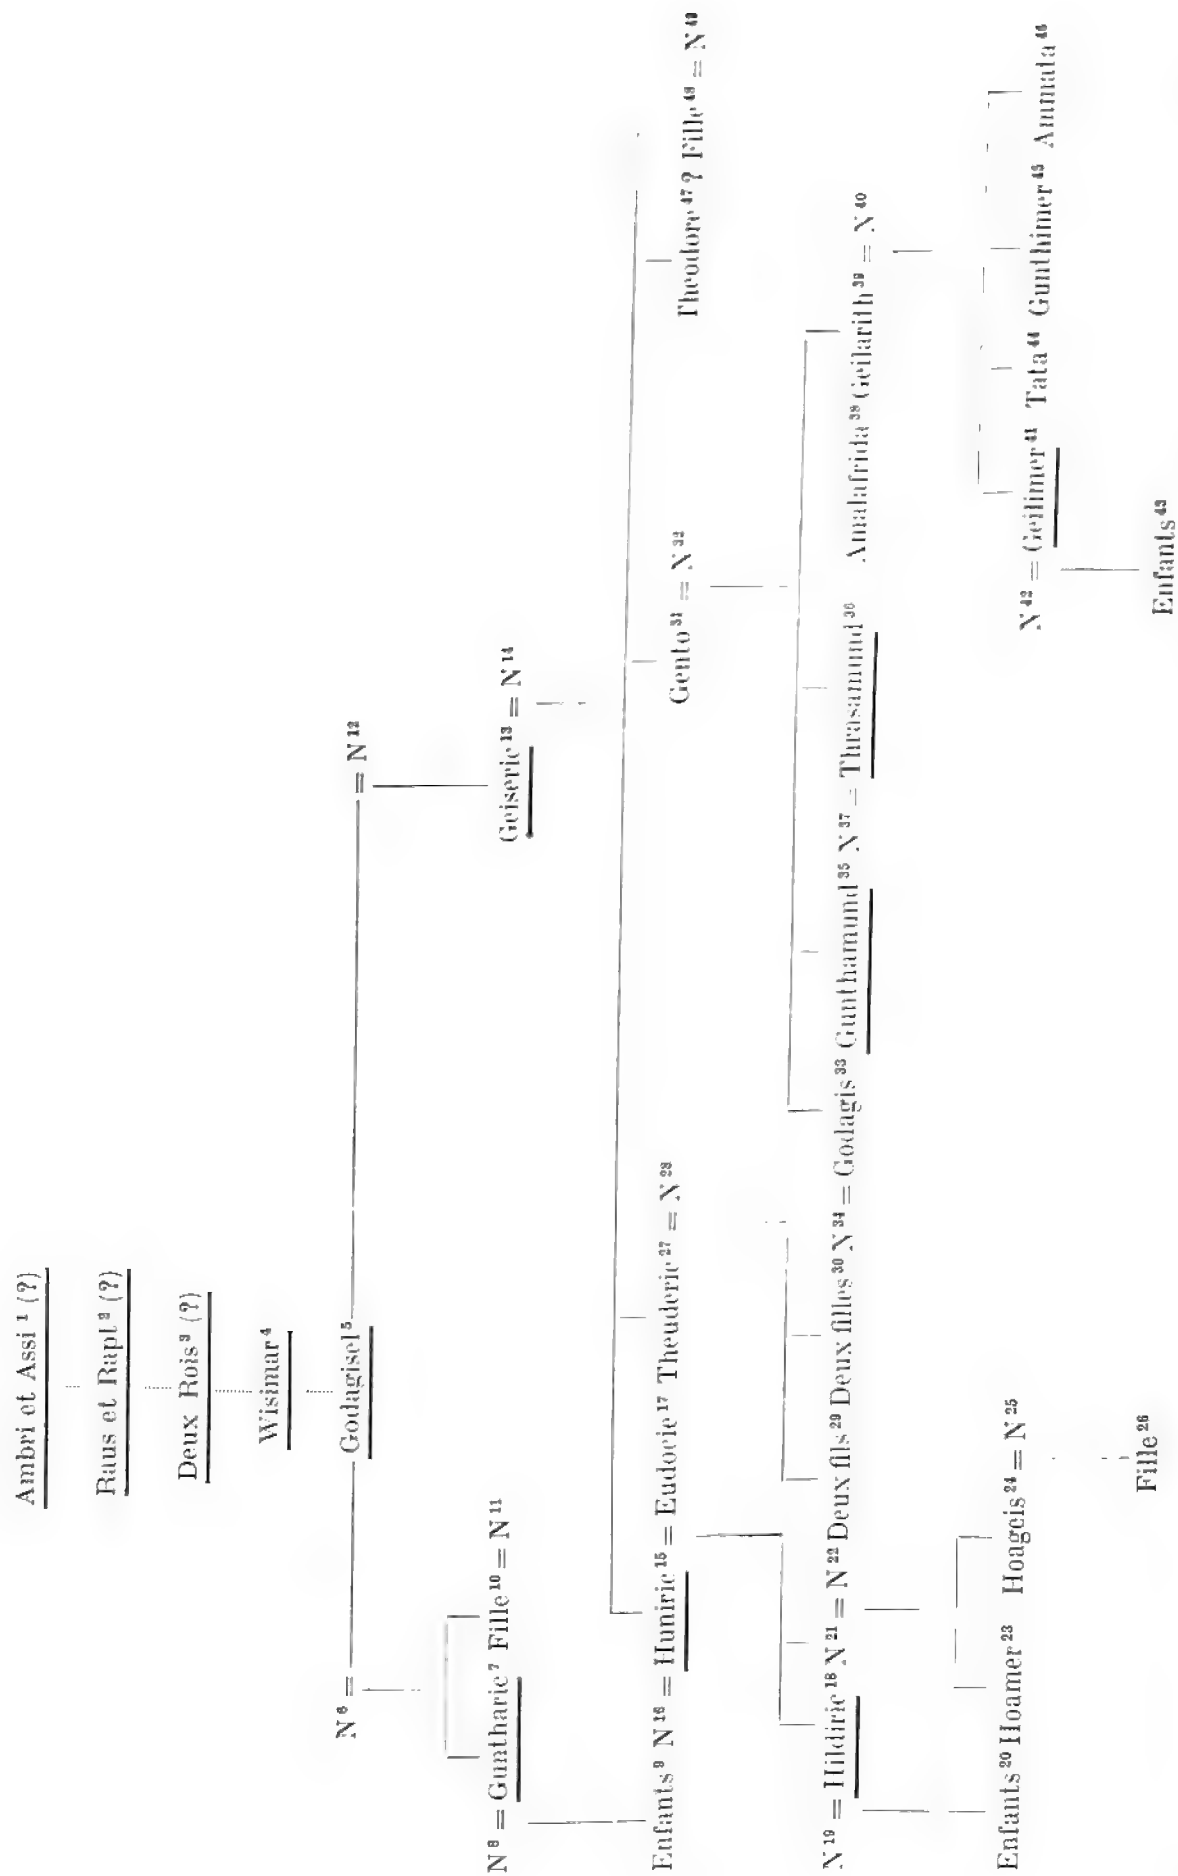 Ambri et Assi ¹ (?)
Raus et Rapt ² (?)
Deux Rois ³ (?)
Wisimar ⁴
N ⁶ = Godagisel ⁵ = N ¹²
N ⁸ = Guntharic ⁷ Fille ¹⁰ = N ¹¹ Geiseric ¹³ = N ¹⁴
Enfants ⁹ N ¹⁶ = Huniric ¹⁵ = Eudocie ¹⁷ Theuderic ²⁷ = N ²⁸ Gento ³¹ = N ³² Theodore ⁴⁷ ? Fille ⁴⁸ = N ⁴⁹
N ¹⁹ = Hildiric ¹⁸ N ²¹ = N ²² Deux fils ²⁹ Deux filles ³⁰ N ³⁴ = Godagis ³³ Gunthamund ³⁵ N ³⁷ = Thrasamund ³⁶ Amalafrida ³⁸ Geilarith ³⁹ = N ⁴⁰
Enfants ²⁰ Hoamer ²³ Hoageis ²⁴ = N ²⁵ N ⁴² = Geilimer ⁴¹ Tata ⁴⁴ Gunthimer ⁴⁵ Ammata ⁴⁶
Fille ²⁶ Enfants ⁴³